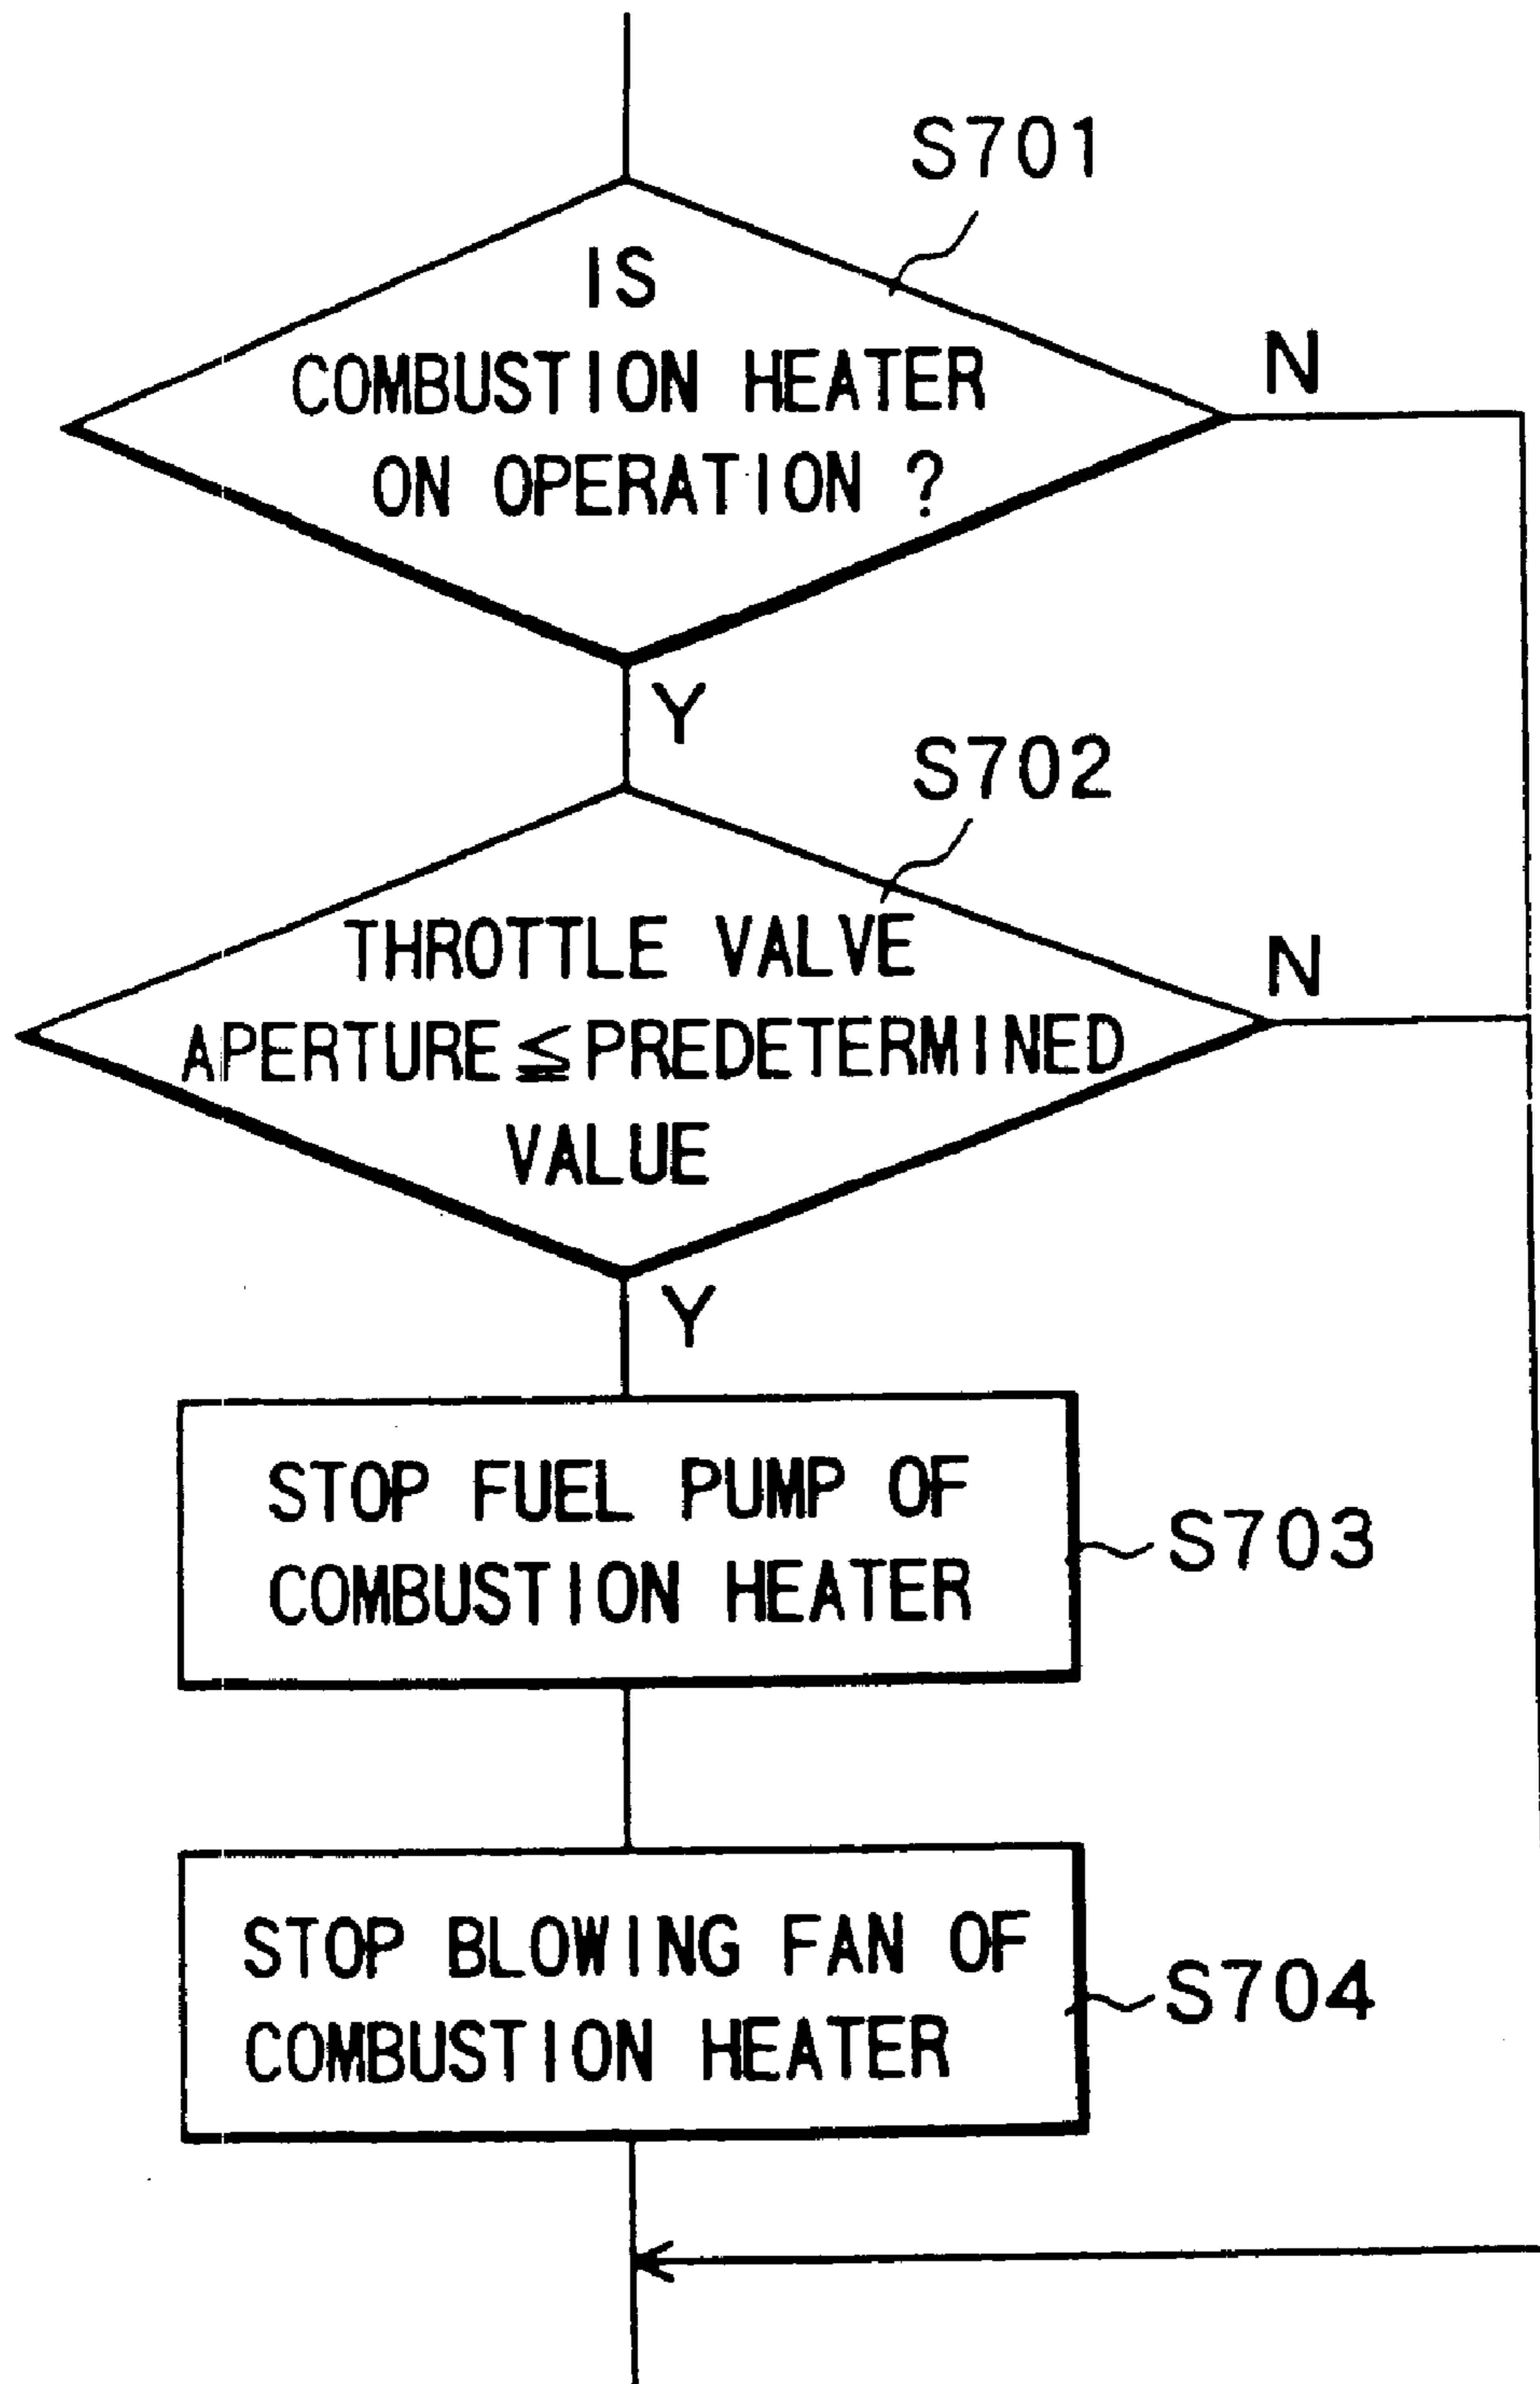 S701
IS
COMBUSTION HEATER
ON OPERATION ?
N
Y
S702
THROTTLE VALVE
APERTURE≦PREDETERMINED
VALUE
N
Y
STOP FUEL PUMP OF
COMBUSTION HEATER
S703
STOP BLOWING FAN OF
COMBUSTION HEATER
S704